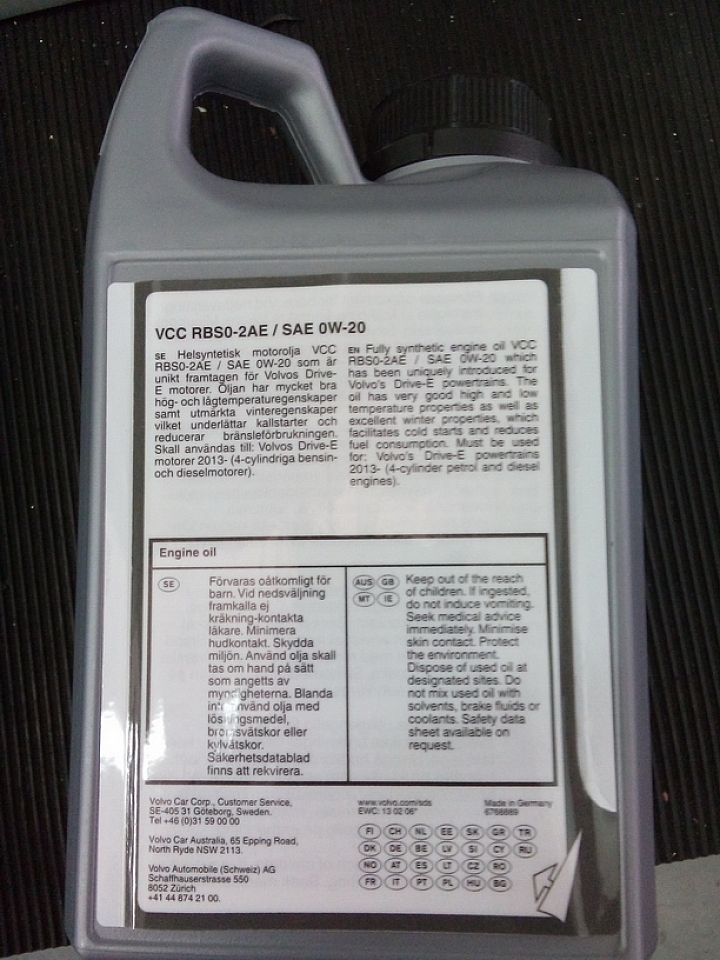 VCC RBS0-2AE / SAE 0W-20
SE Helsyntetisk motorolja VCC
RBS0-2AE / SAE 0W-20 som är
unikt framtagen för Volvos Drive-
E motorer. Oljan har mycket bra
hög- och lågtemperaturegenskaper
samt utmärkta vinteregenskaper
vilket underlättar kallstarter och
reducerar bränsleförbrukningen.
Skall användas till: Volvos Drive-E
motorer 2013- (4-cylindriga bensin-
och dieselmotorer).
EN Fully synthetic engine oil VCC
RBS0-2AE / SAE 0W-20 which
has been uniquely introduced for
Volvo's Drive-E powertrains. The
oil has very good high and low
temperature properties as well as
excellent winter properties, which
facilitates cold starts and reduces
fuel consumption. Must be used
for: Volvo's Drive-E powertrains
2013- (4-cylinder petrol and diesel
engines).
Engine oil
SE
Förvaras oåtkomligt för
barn. Vid nedsväljning
framkalla ej
kräkning-kontakta
läkare. Minimera
hudkontakt. Skydda
miljön. Använd olja skall
tas om hand på sätt
som angetts av
myndigheterna. Blanda
inte använd olja med
lösningsmedel,
bromsvätskor eller
kylvätskor.
Säkerhetsdatablad
finns att rekvirera.
AUS GB
MT IE
Keep out of the reach
of children. If ingested,
do not induce vomiting.
Seek medical advice
immediately. Minimise
skin contact. Protect
the environment.
Dispose of used oil at
designated sites. Do
not mix used oil with
solvents, brake fluids or
coolants. Safety data
sheet available on
request.
Volvo Car Corp., Customer Service,
SE-405 31 Göteborg, Sweden.
Tel +46 (0)31 59 00 00
Volvo Car Australia, 65 Epping Road,
North Ryde NSW 2113.
Volvo Automobile (Schweiz) AG
Schaffhauserstrasse 550
8052 Zürich
+41 44 874 21 00.
www.volvo.com/sds
EWC: 13 02 06*
Made in Germany
FI CH NL EE SK GR TR
DK DE BE LV SI CY RU
NO AT ES LT CZ RO
FR IT PT PL HU BG